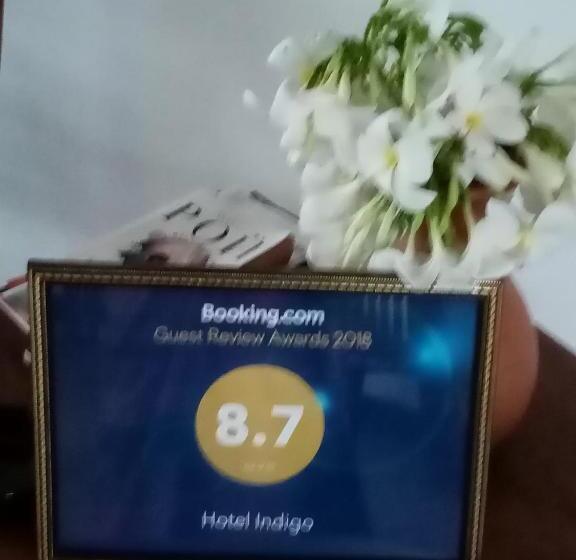 Booking.com
Guest Review Awards 2018
8.7
Hotel Indigo